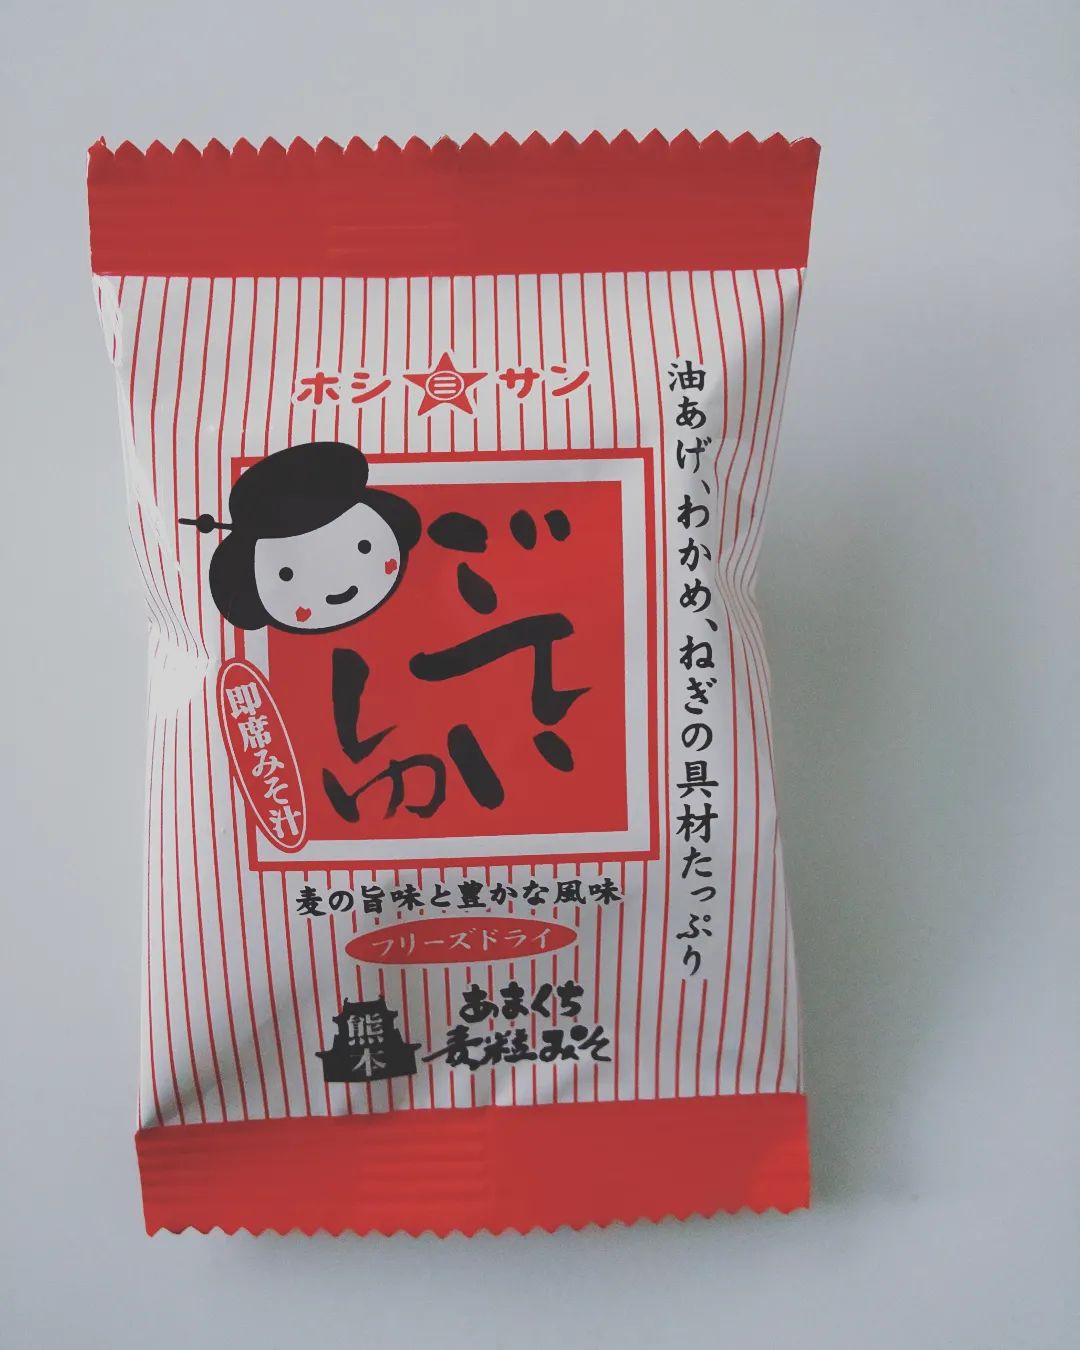 ホシサン
油あげ、わかめ、ねぎの具材たっぷり
ごてい
しゅ
即席みそ汁
麦の旨味と豊かな風味
フリーズドライ
熊本
あまくち
麦粒みそ